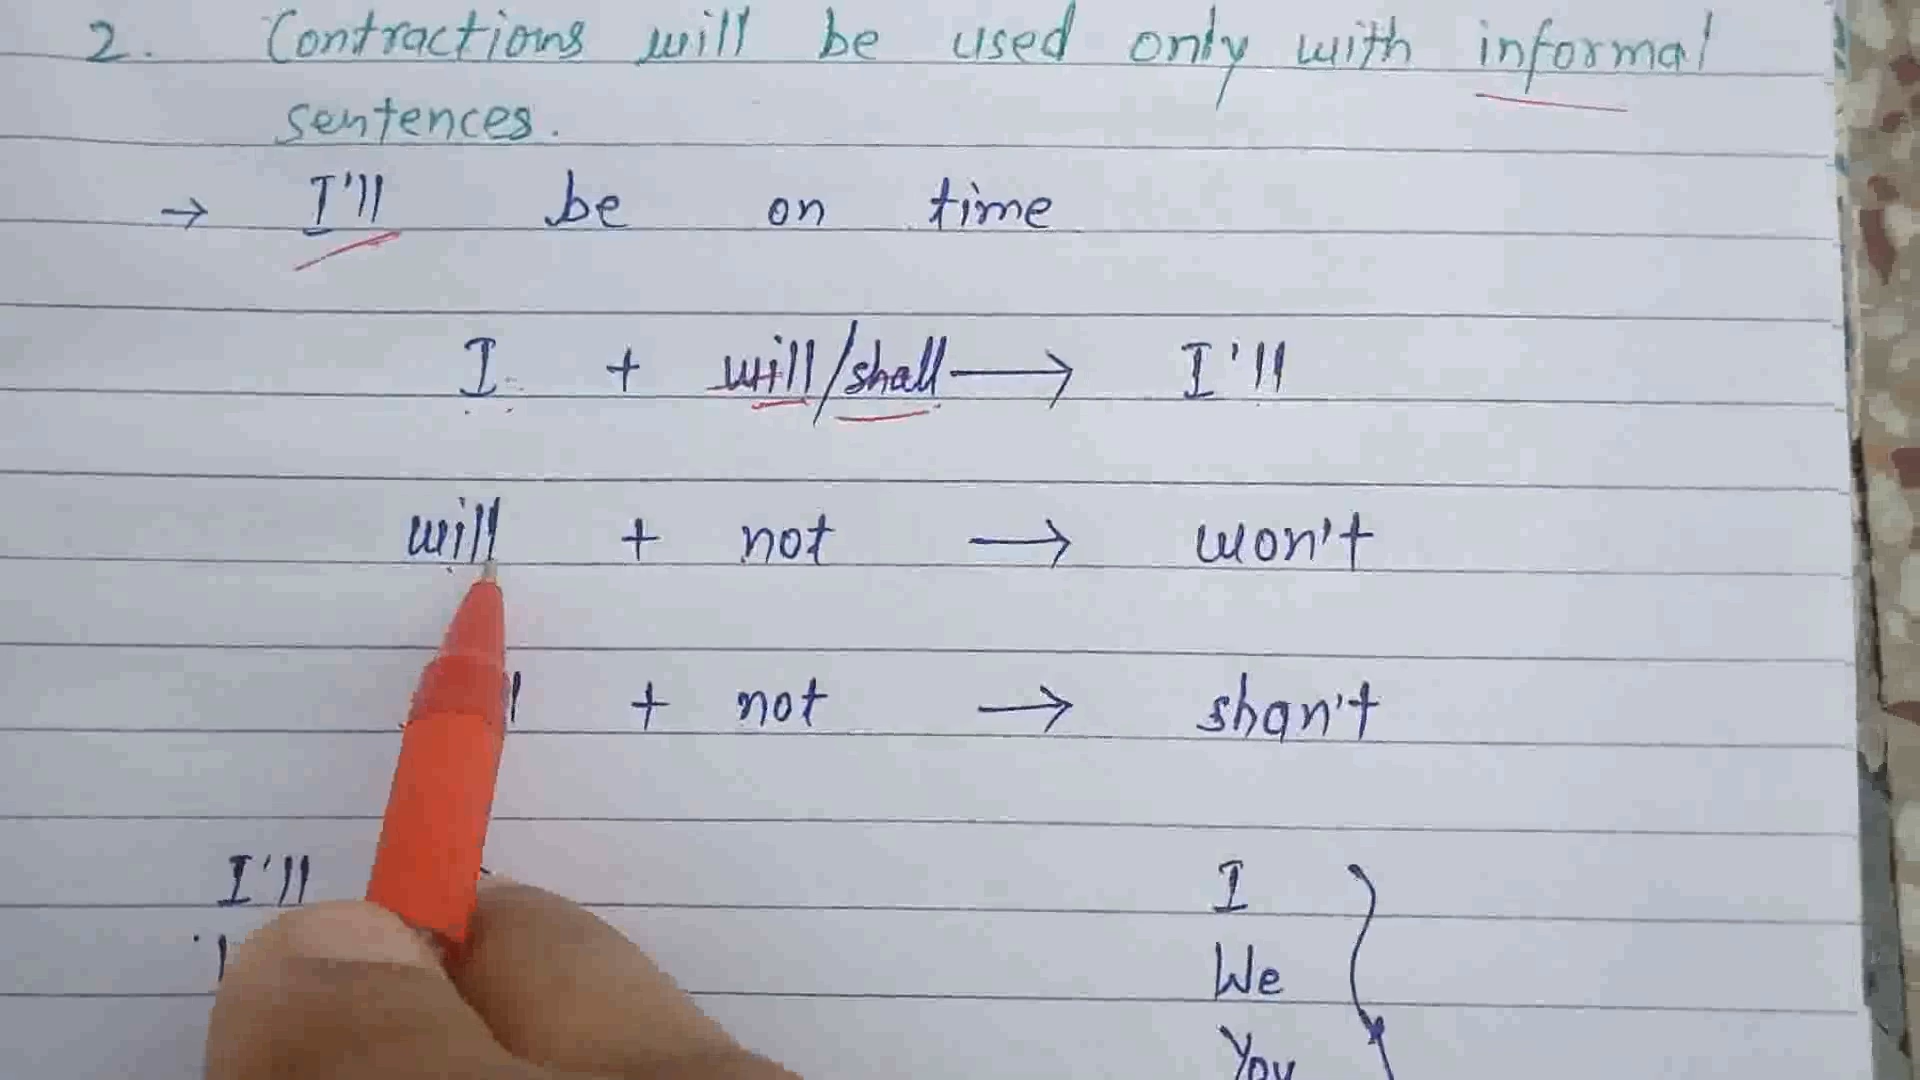 2. Contractions will be used only with informal
sentences.
→ I'll be on time
I + will/shall → I'll
will + not → won't
+ not → shan't
I'll
I
We
You